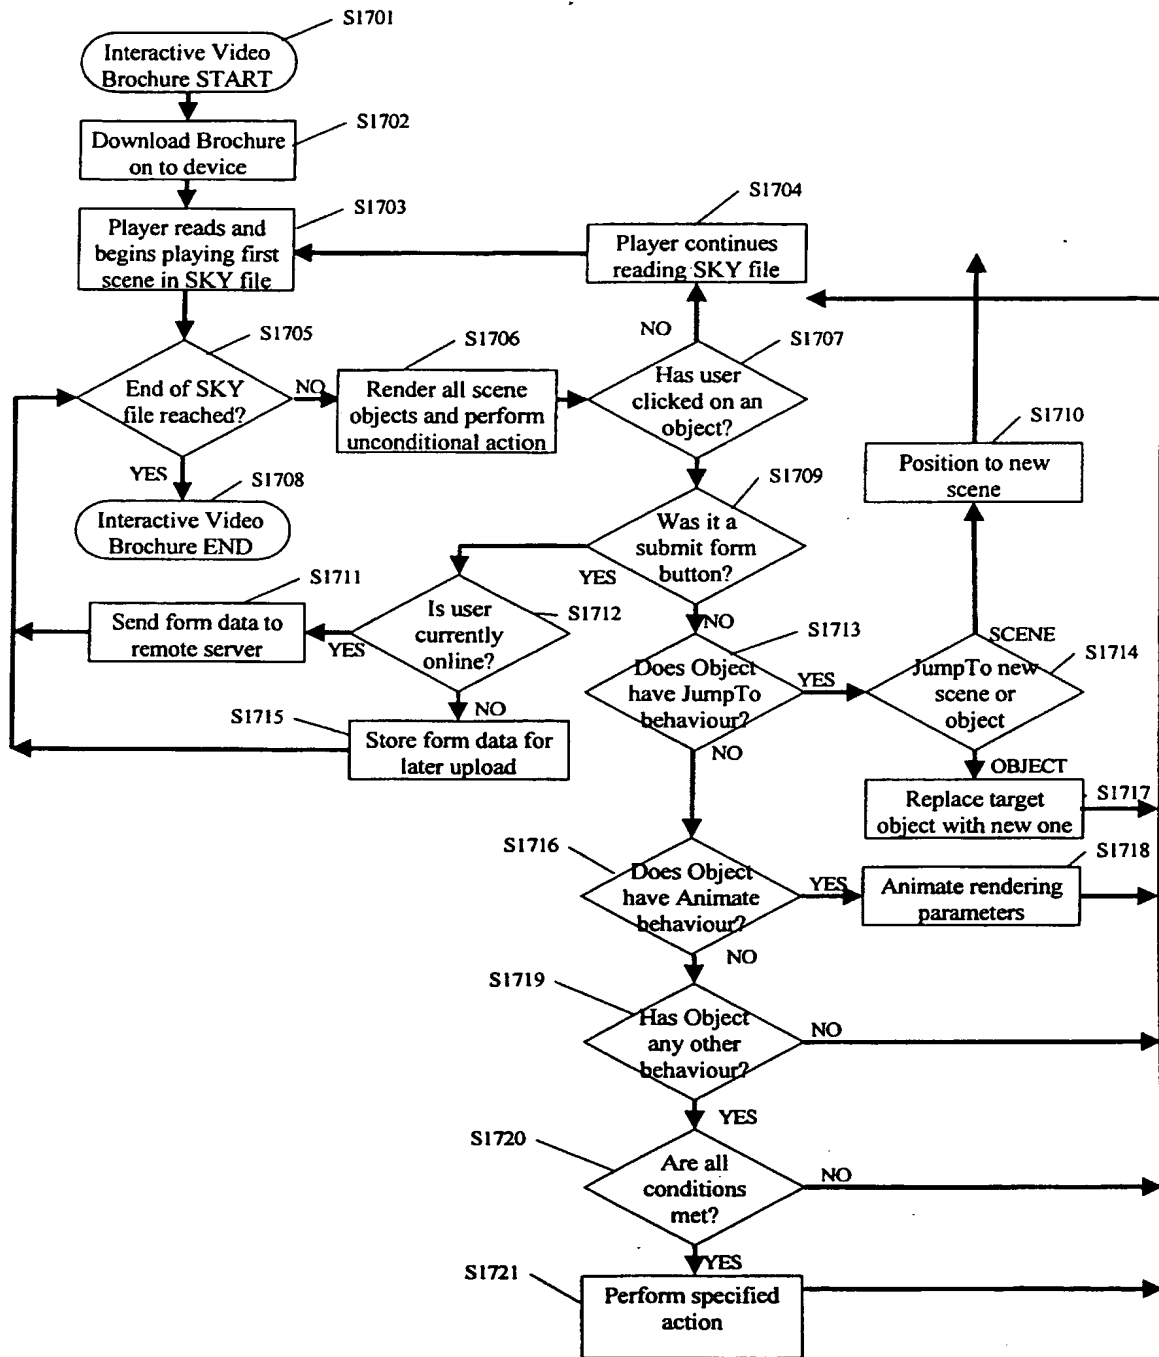 S1701
Interactive Video
Brochure START
S1702
Download Brochure
on to device
S1703
Player reads and
begins playing first
scene in SKY file
S1704
Player continues
reading SKY file
S1705
End of SKY
file reached?
NO
YES
S1706
Render all scene
objects and perform
unconditional action
NO
S1707
Has user
clicked on an
object?
S1708
Interactive Video
Brochure END
S1709
Was it a
submit form
button?
YES
NO
S1710
Position to new
scene
S1711
Send form data to
remote server
S1712
Is user
currently
online?
YES
NO
S1713
Does Object
have JumpTo
behaviour?
YES
NO
SCENE
S1714
JumpTo new
scene or
object
OBJECT
S1715
Store form data for
later upload
S1717
Replace target
object with new one
S1716
Does Object
have Animate
behaviour?
YES
NO
S1718
Animate rendering
parameters
S1719
Has Object
any other
behaviour?
NO
YES
S1720
Are all
conditions
met?
NO
YES
S1721
Perform specified
action